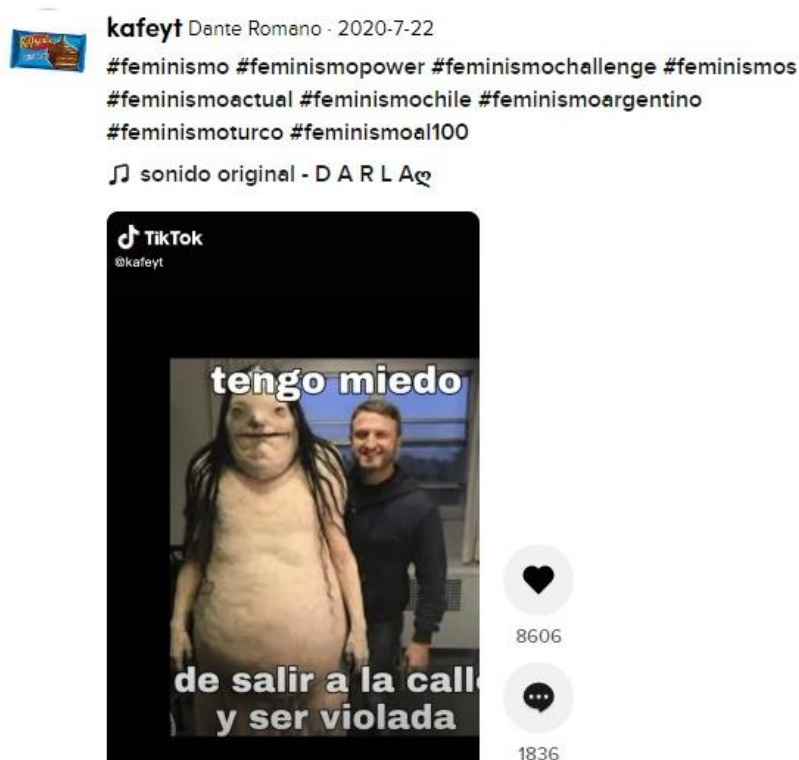 kafeyt Dante Romano · 2020-7-22
#feminismo #feminismopower #feminismochallenge #feminismos
#feminismoactual #feminismochile #feminismoargentino
#feminismoturco #feminismoal100
♫ sonido original - D A R L Aღ
TikTok
@kafeyt
tengo miedo
de salir a la call
y ser violada
8606
1836